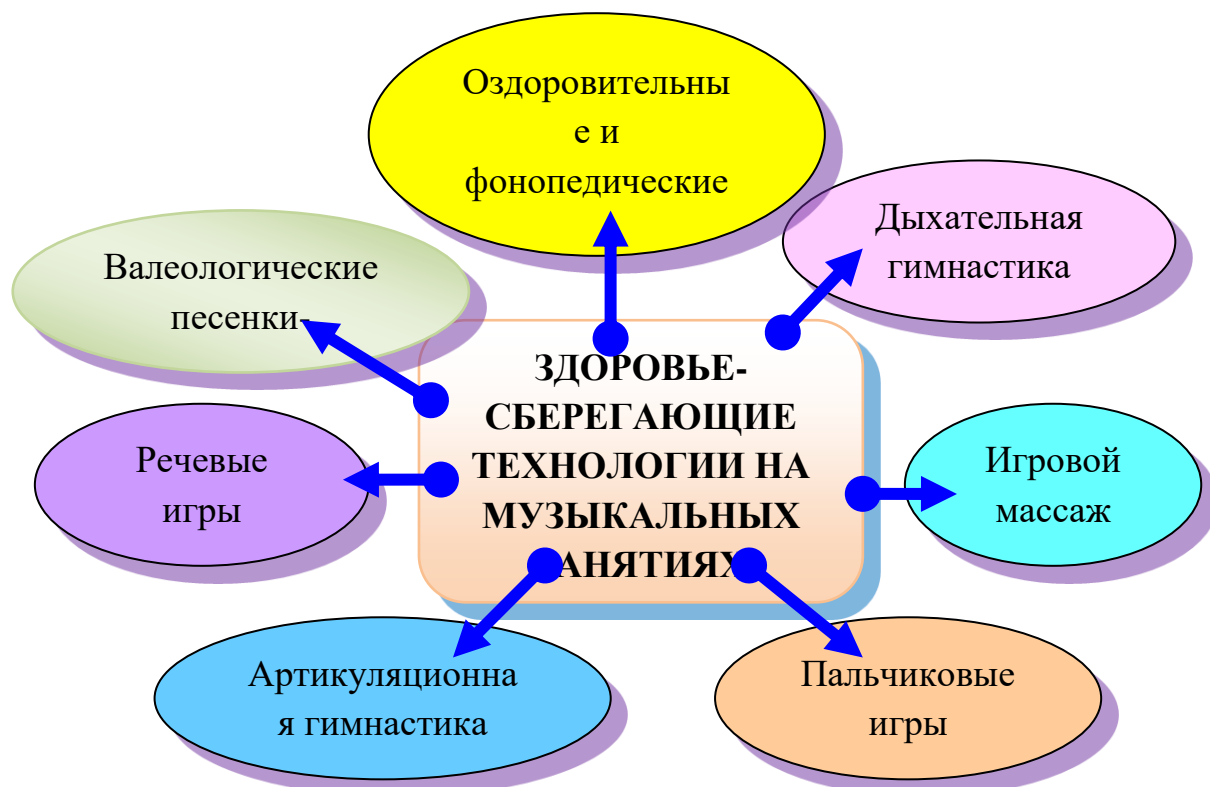 Оздоровительны
е и
фонопедические
Дыхательная
гимнастика
Валеологические
песенки-
ЗДОРОВЬЕ-
СБЕРЕГАЮЩИЕ
ТЕХНОЛОГИИ НА
МУЗЫКАЛЬНЫХ
ЗАНЯТИЯХ
Речевые
игры
Игровой
массаж
Артикуляционна
я гимнастика
Пальчиковые
игры